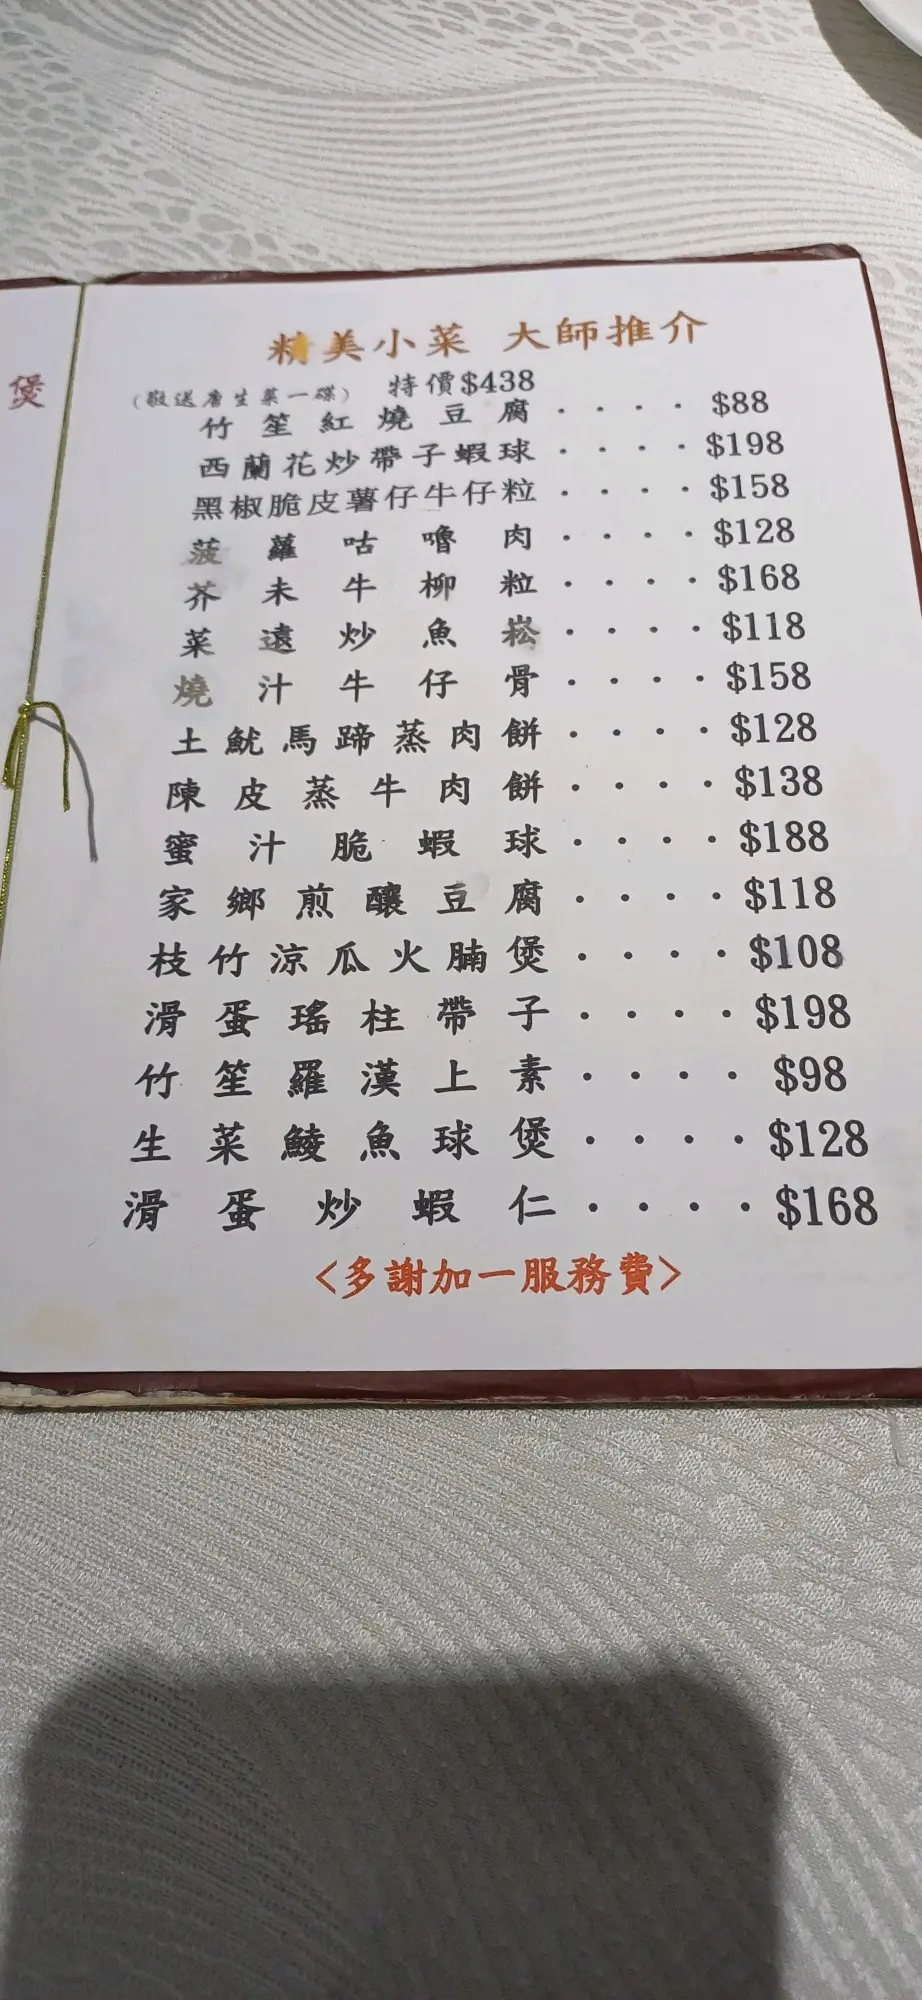 煲
精美小菜 大師推介
(敬送唐生菜一碟) 特價$438
竹笙紅燒豆腐 · · · · $88
西蘭花炒帶子蝦球 · · · · $198
黑椒脆皮薯仔牛仔粒 · · · · $158
菠蘿咕嚕肉 · · · · $128
芥未牛柳粒 · · · · $168
菜遠炒魚崧 · · · · $118
燒汁牛仔骨 · · · · $158
土魷馬蹄蒸肉餅 · · · · $128
陳皮蒸牛肉餅 · · · · $138
蜜汁脆蝦球 · · · · $188
家鄉煎釀豆腐 · · · · $118
枝竹涼瓜火腩煲 · · · · $108
滑蛋瑤柱帶子 · · · · $198
竹笙羅漢上素 · · · · $98
生菜鯪魚球煲 · · · · $128
滑蛋炒蝦仁 · · · · $168
<多謝加一服務費>